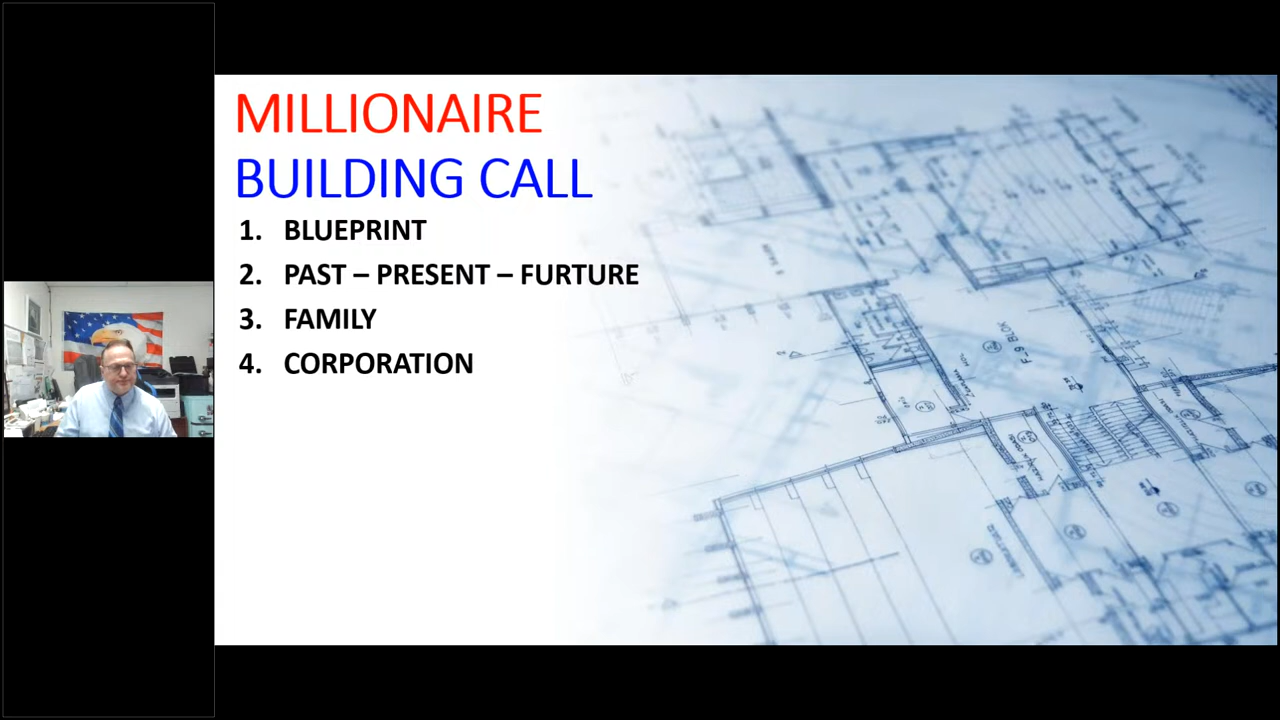 MILLIONAIRE
BUILDING CALL
1. BLUEPRINT
2. PAST – PRESENT – FURTURE
3. FAMILY
4. CORPORATION